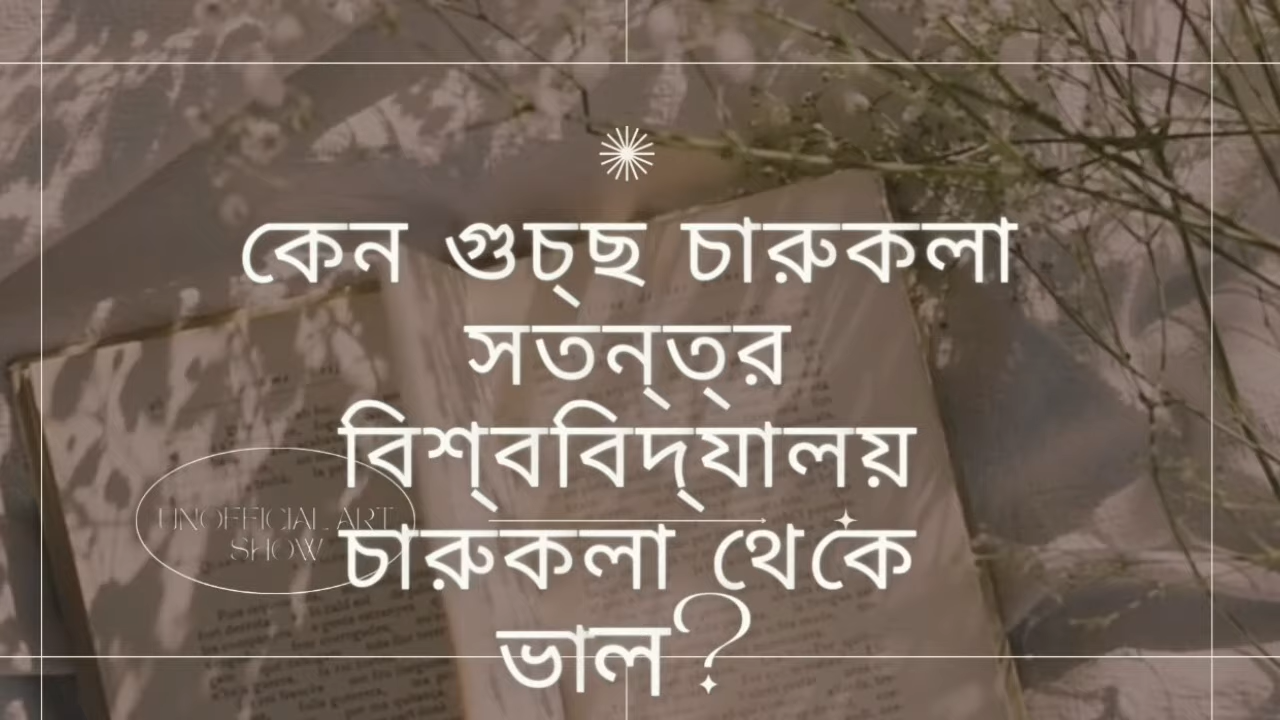 কেন গুচ্ছ চারুকলা
সতন্ত্র
বিশ্ববিদ্যালয়
UNOFFICIAL ART
SHOW
চারুকলা থেকে
ভাল?